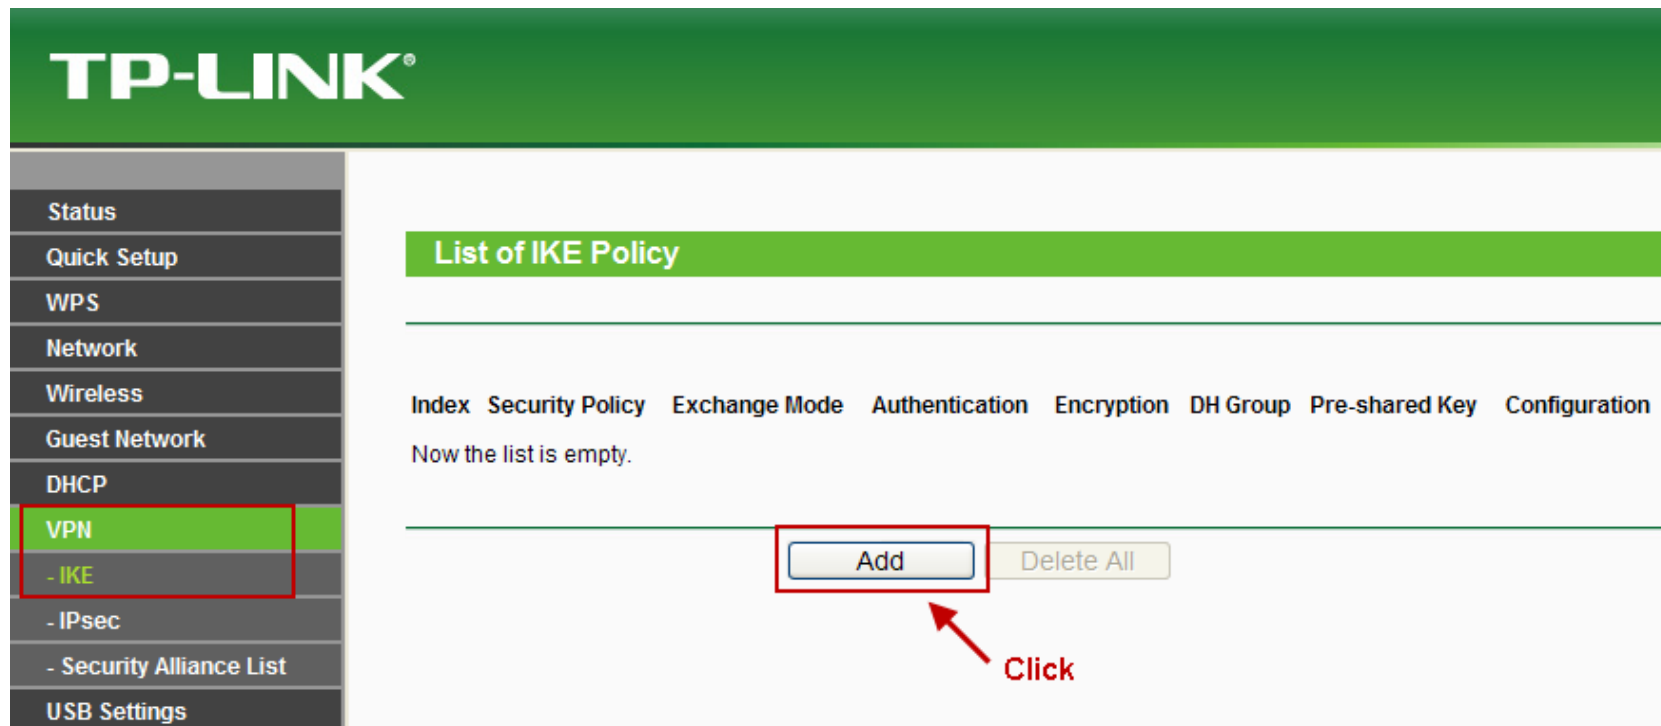 TP-LINK®
Status
Quick Setup
WPS
Network
Wireless
Guest Network
DHCP
VPN
- IKE
- IPsec
- Security Alliance List
USB Settings
List of IKE Policy
Index Security Policy Exchange Mode Authentication Encryption DH Group Pre-shared Key Configuration
Now the list is empty.
Add Delete All
Click